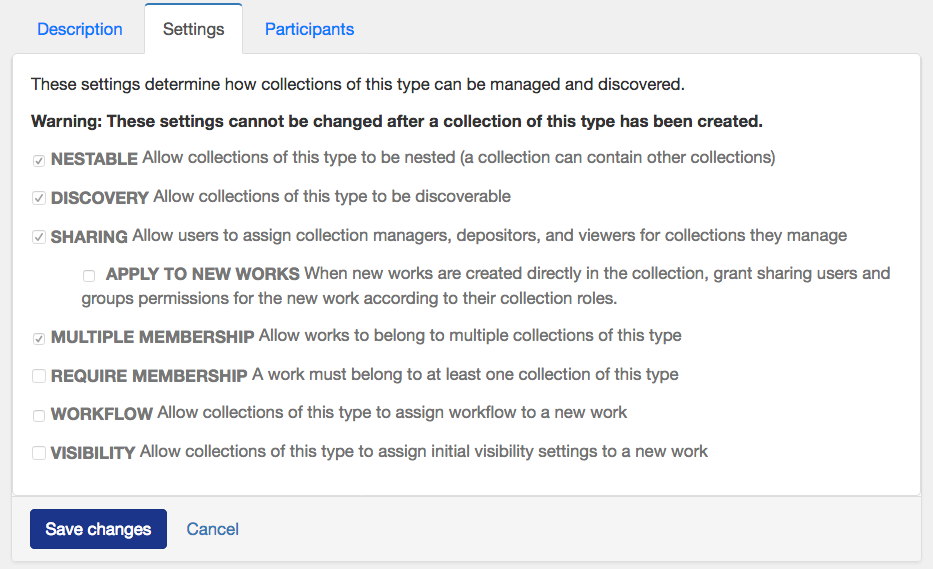 Description Settings Participants
These settings determine how collections of this type can be managed and discovered.
Warning: These settings cannot be changed after a collection of this type has been created.
NESTABLE Allow collections of this type to be nested (a collection can contain other collections)
DISCOVERY Allow collections of this type to be discoverable
SHARING Allow users to assign collection managers, depositors, and viewers for collections they manage
APPLY TO NEW WORKS When new works are created directly in the collection, grant sharing users and
groups permissions for the new work according to their collection roles.
MULTIPLE MEMBERSHIP Allow works to belong to multiple collections of this type
REQUIRE MEMBERSHIP A work must belong to at least one collection of this type
WORKFLOW Allow collections of this type to assign workflow to a new work
VISIBILITY Allow collections of this type to assign initial visibility settings to a new work
Save changes Cancel